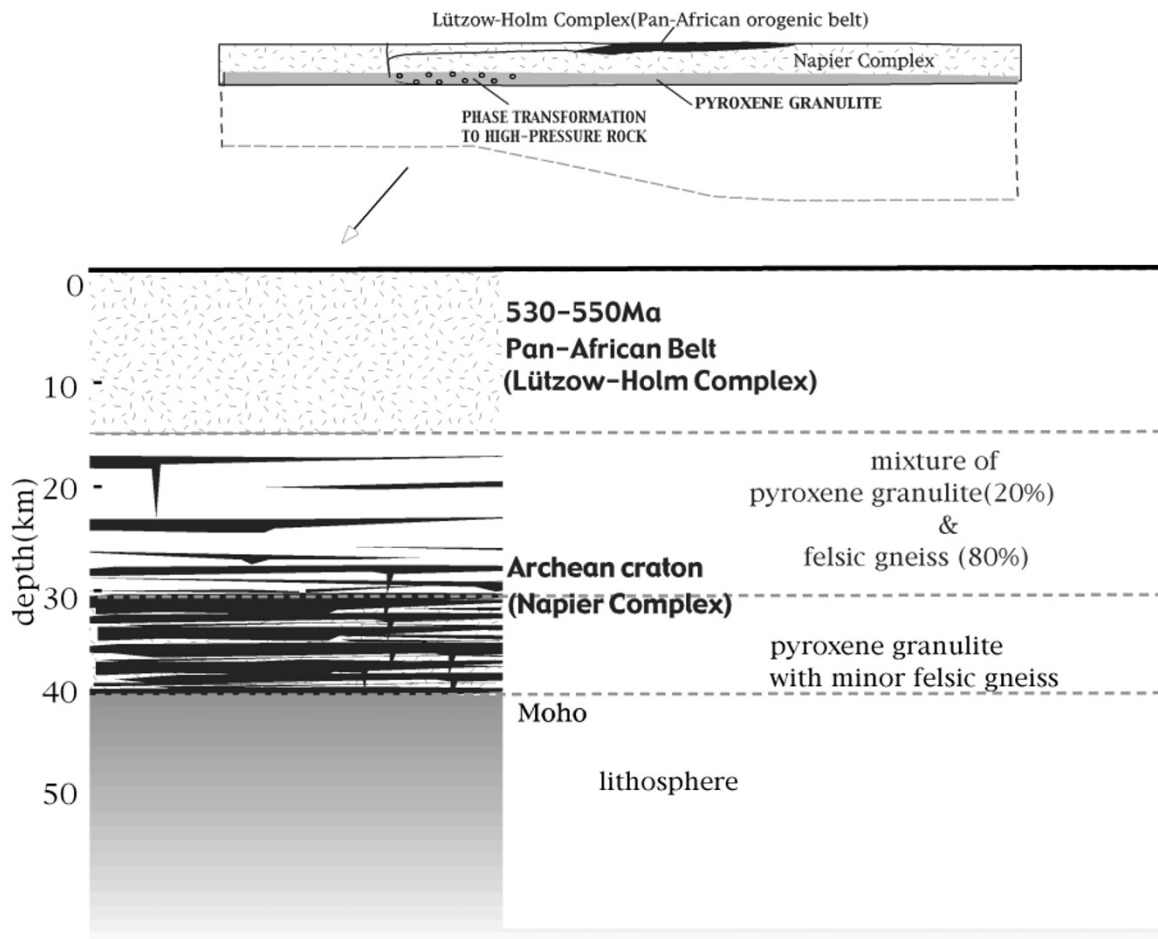 Lützow-Holm Complex(Pan-African orogenic belt)
Napier Complex
PYROXENE GRANULITE
PHASE TRANSFORMATION
TO HIGH-PRESSURE ROCK
0
10
20
30
40
50
depth(km)
530-550Ma
Pan-African Belt
(Lützow-Holm Complex)
mixture of
pyroxene granulite(20%)
&
felsic gneiss (80%)
Archean craton
(Napier Complex)
pyroxene granulite
with minor felsic gneiss
Moho
lithosphere